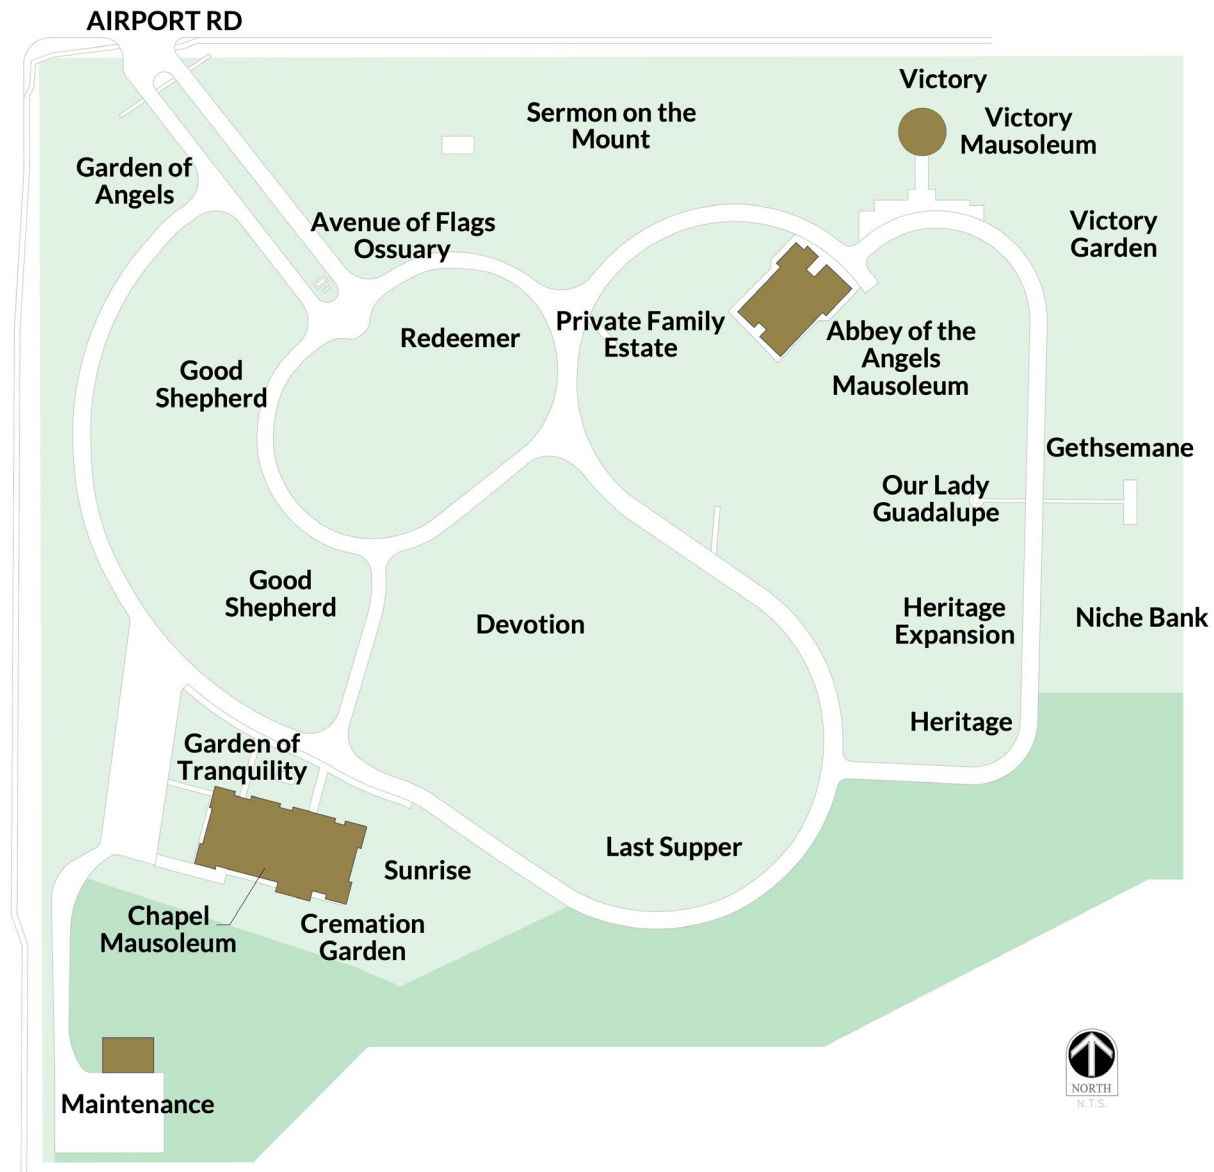 AIRPORT RD
Victory
Sermon on the
Mount
Victory
Mausoleum
Garden of
Angels
Avenue of Flags
Ossuary
Victory
Garden
Redeemer
Private Family
Estate
Abbey of the
Angels
Mausoleum
Good
Shepherd
Gethsemane
Our Lady
Guadalupe
Good
Shepherd
Devotion
Heritage
Expansion
Niche Bank
Heritage
Garden of
Tranquility
Last Supper
Sunrise
Chapel
Mausoleum
Cremation
Garden
Maintenance
NORTH
N.T.S.